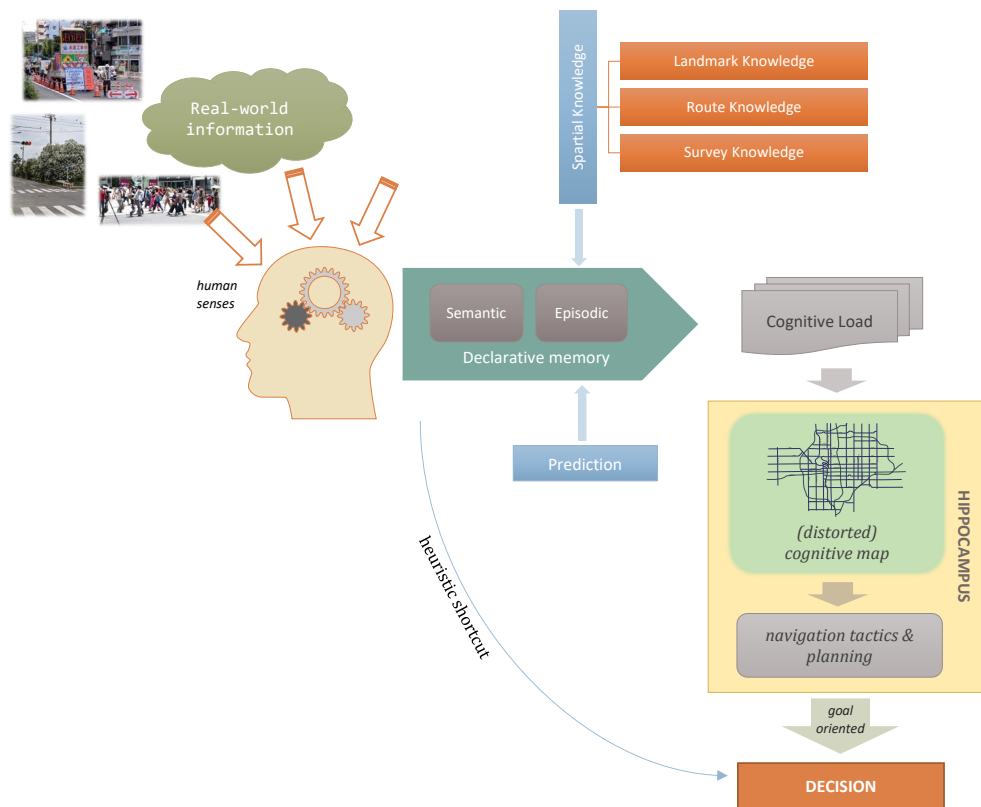 Real-world
information
human
senses
Spartial Knowledge
Landmark Knowledge
Route Knowledge
Survey Knowledge
Semantic
Episodic
Declarative memory
Cognitive Load
Prediction
(distorted)
cognitive map
HIPPOCAMPUS
navigation tactics &
planning
heuristic shortcut
goal
oriented
DECISION